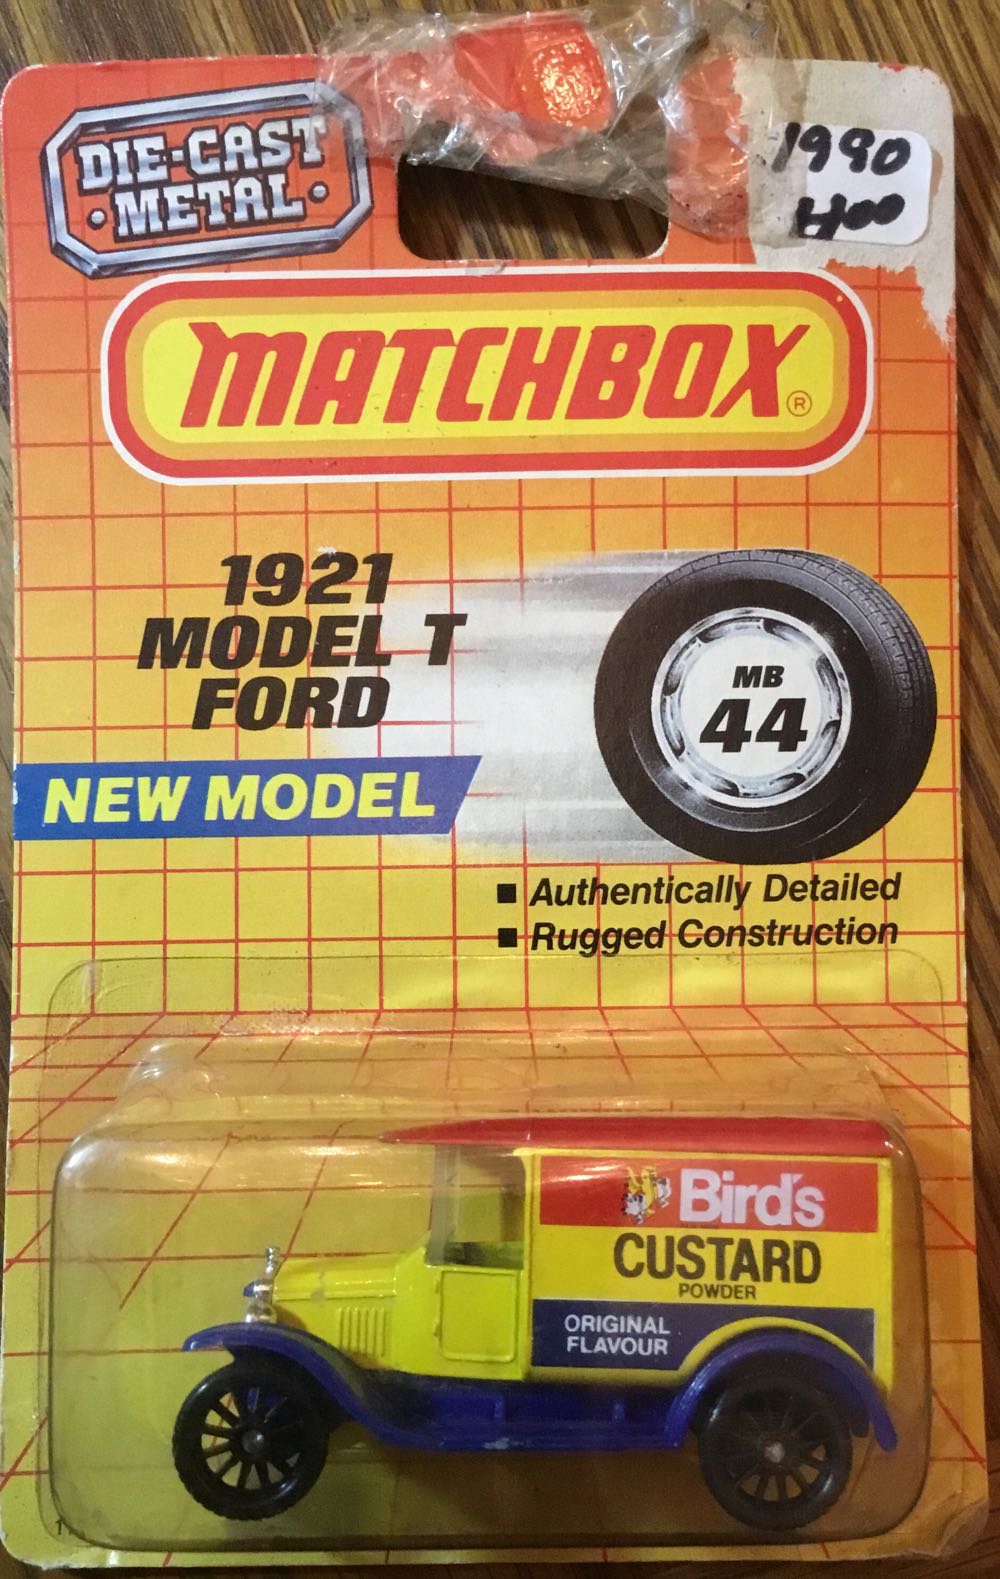 DIE-CAST
• METAL •
1990
400
MATCHBOX®
1921
MODEL T
FORD
MB
44
NEW MODEL
■ Authentically Detailed
■ Rugged Construction
Bird's
CUSTARD
POWDER
ORIGINAL
FLAVOUR